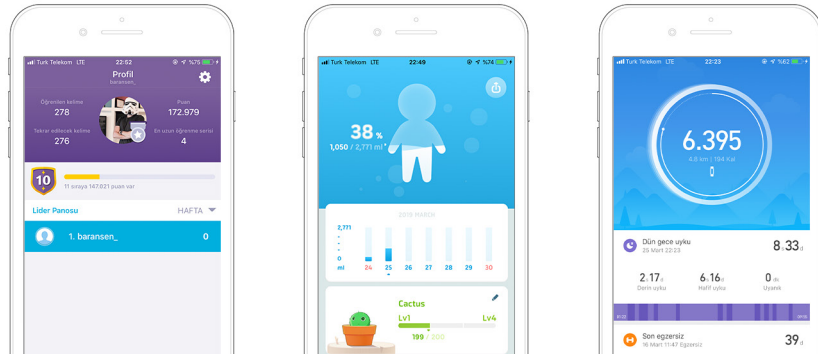 Turk Telekom LTE 22:52 %75
Profil
baransen_
Öğrenilen kelime
278
Puan
172.979
Tekrar edilecek kelime
276
En uzun öğrenme serisi
4
10
11 sıraya 147.021 puan var
Lider Panosu HAFTA
1. baransen_ 0
Turk Telekom LTE 22:49 %74
38 %
1,050 / 2,771 ml
2019 MARCH
2,771
0
ml 24 25 26 27 28 29 30
Cactus
Lv1 Lv4
199 / 200
Turk Telekom LTE 22:23 %62
6.395
4.8 km | 194 Kal
Dün gece uyku
25 Mart 22:23
8 s 33 d
2 s 17 d
Derin uyku
6 s 16 d
Hafif uyku
0 dk
Uyanık
Son egzersiz
16 Mart 11:47 Egzersiz
39 d